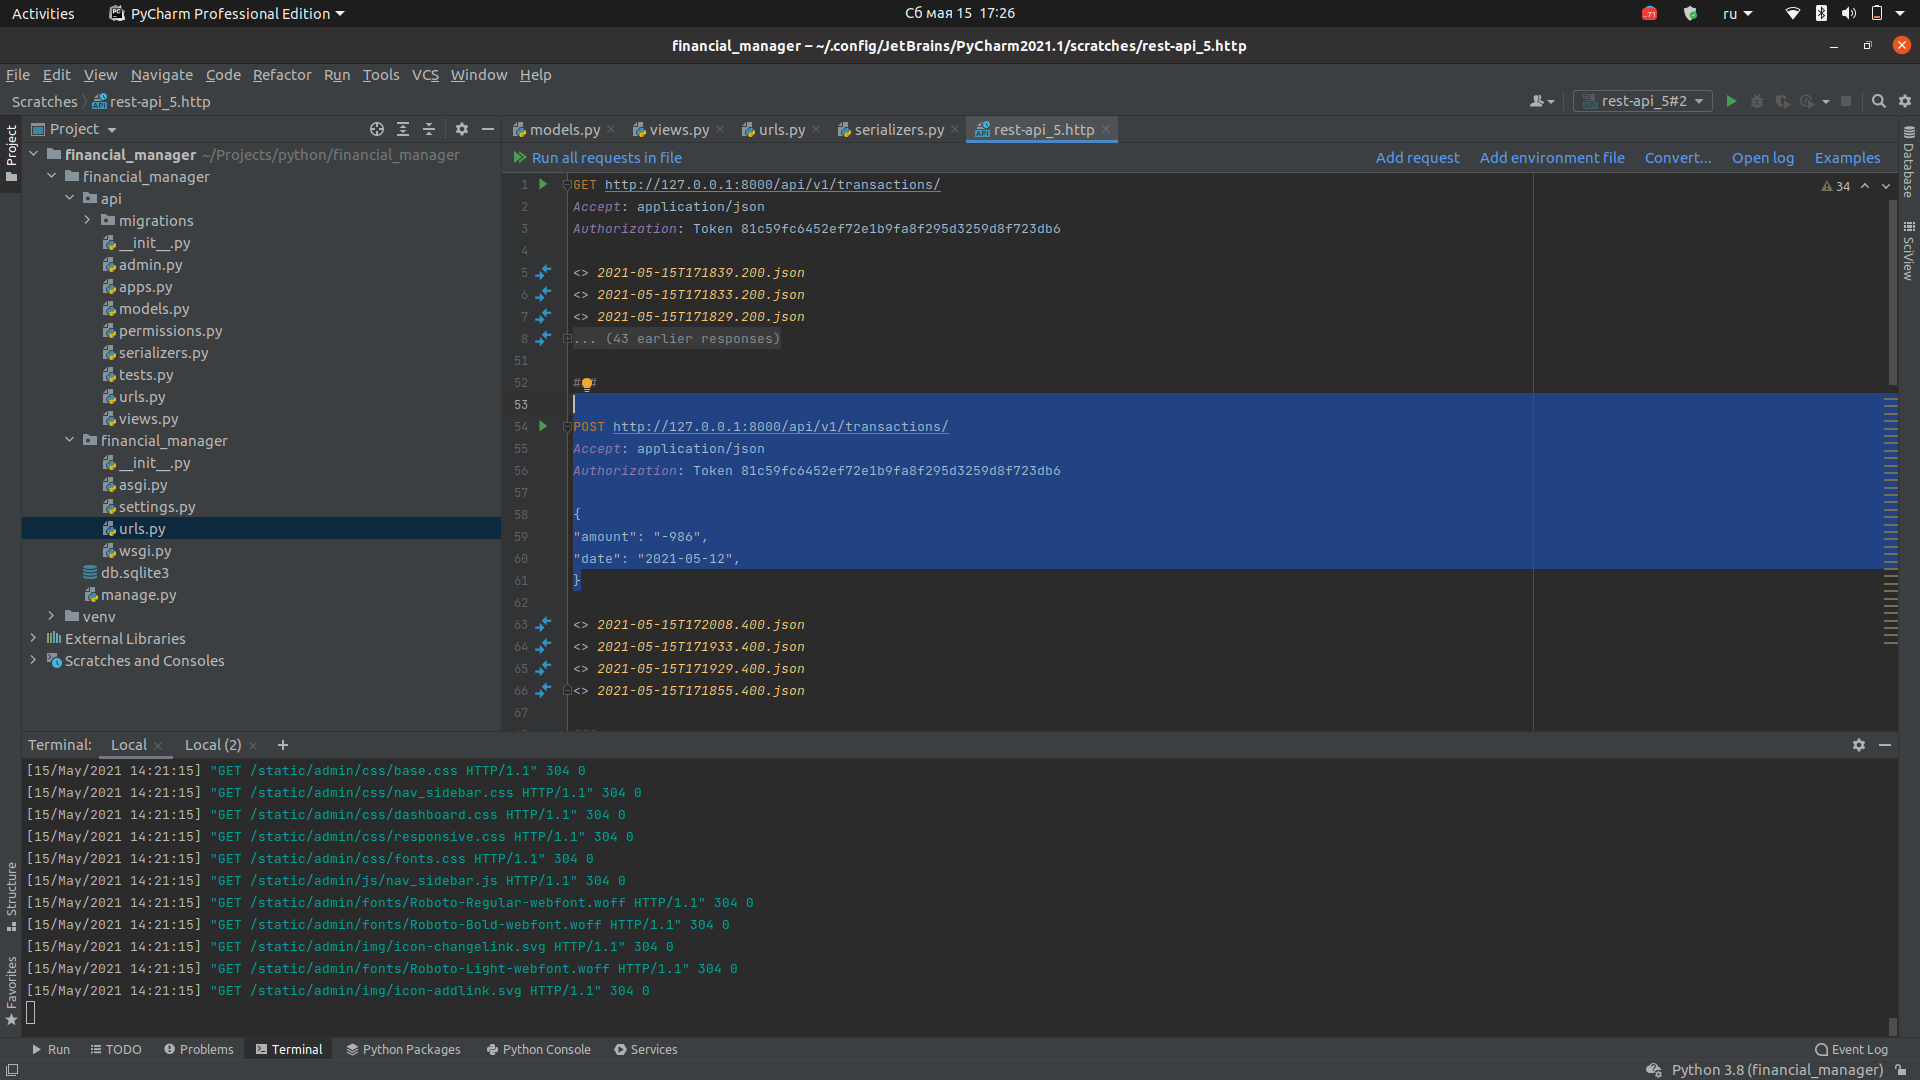 Activities
PyCharm Professional Edition
Сб мая 15 17:26
ru
financial_manager – ~/.config/JetBrains/PyCharm2021.1/scratches/rest-api_5.http
File Edit View Navigate Code Refactor Run Tools VCS Window Help
Scratches rest-api_5.http
rest-api_5#2
Project
models.py views.py urls.py serializers.py rest-api_5.http
Run all requests in file
Add request Add environment file Convert... Open log Examples
Project
financial_manager ~/Projects/python/financial_manager
financial_manager
api
migrations
__init__.py
admin.py
apps.py
models.py
permissions.py
serializers.py
tests.py
urls.py
views.py
financial_manager
__init__.py
asgi.py
settings.py
urls.py
wsgi.py
db.sqlite3
manage.py
venv
External Libraries
Scratches and Consoles
34
1 GET http://127.0.0.1:8000/api/v1/transactions/
2 Accept: application/json
3 Authorization: Token 81c59fc6452ef72e1b9fa8f295d3259d8f723db6
4
5 <> 2021-05-15T171839.200.json
6 <> 2021-05-15T171833.200.json
7 <> 2021-05-15T171829.200.json
8 ... (43 earlier responses)
51
52 ###
53
54 POST http://127.0.0.1:8000/api/v1/transactions/
55 Accept: application/json
56 Authorization: Token 81c59fc6452ef72e1b9fa8f295d3259d8f723db6
57
58 {
59 "amount": "-986",
60 "date": "2021-05-12",
61 }
62
63 <> 2021-05-15T172008.400.json
64 <> 2021-05-15T171933.400.json
65 <> 2021-05-15T171929.400.json
66 <> 2021-05-15T171855.400.json
67
Database
SciView
Structure
Favorites
Terminal: Local Local (2) +
[15/May/2021 14:21:15] "GET /static/admin/css/base.css HTTP/1.1" 304 0
[15/May/2021 14:21:15] "GET /static/admin/css/nav_sidebar.css HTTP/1.1" 304 0
[15/May/2021 14:21:15] "GET /static/admin/css/dashboard.css HTTP/1.1" 304 0
[15/May/2021 14:21:15] "GET /static/admin/css/responsive.css HTTP/1.1" 304 0
[15/May/2021 14:21:15] "GET /static/admin/css/fonts.css HTTP/1.1" 304 0
[15/May/2021 14:21:15] "GET /static/admin/js/nav_sidebar.js HTTP/1.1" 304 0
[15/May/2021 14:21:15] "GET /static/admin/fonts/Roboto-Regular-webfont.woff HTTP/1.1" 304 0
[15/May/2021 14:21:15] "GET /static/admin/fonts/Roboto-Bold-webfont.woff HTTP/1.1" 304 0
[15/May/2021 14:21:15] "GET /static/admin/img/icon-changelink.svg HTTP/1.1" 304 0
[15/May/2021 14:21:15] "GET /static/admin/fonts/Roboto-Light-webfont.woff HTTP/1.1" 304 0
[15/May/2021 14:21:15] "GET /static/admin/img/icon-addlink.svg HTTP/1.1" 304 0
Run TODO Problems Terminal Python Packages Python Console Services
Event Log
Python 3.8 (financial_manager)